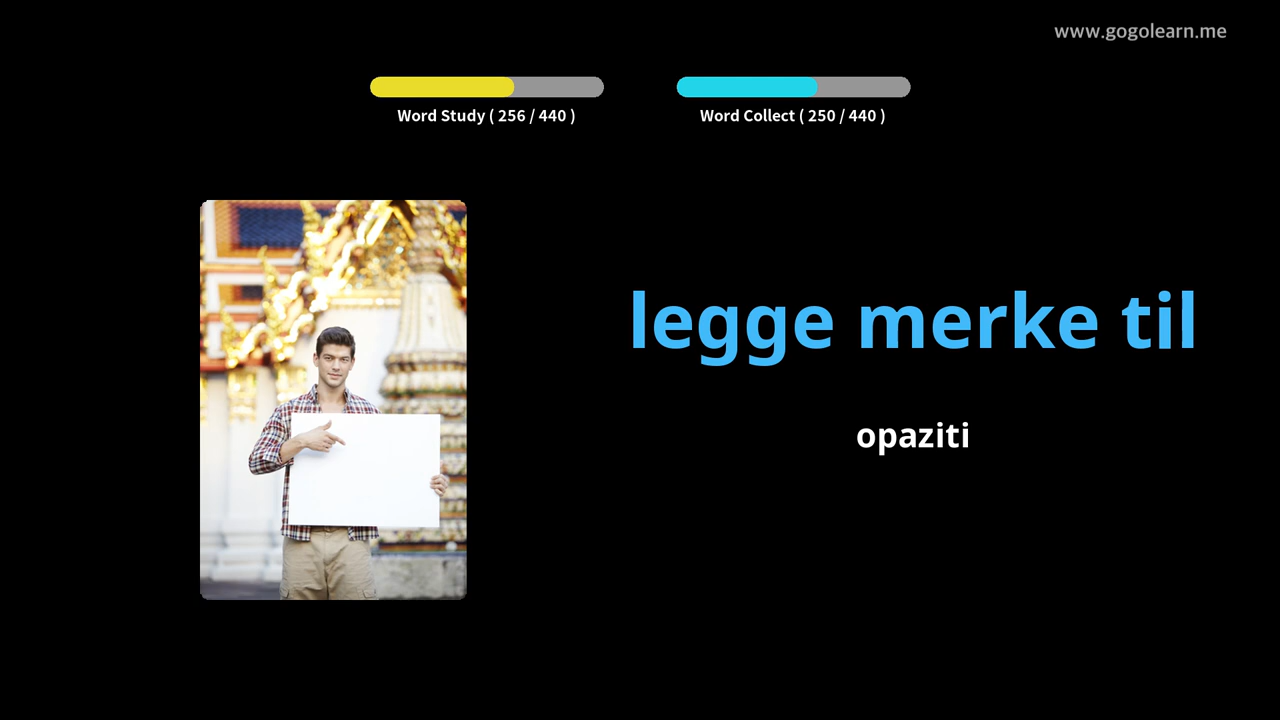 www.gogolearn.me
Word Study ( 256 / 440 )
Word Collect ( 250 / 440 )
legge merke til
opaziti